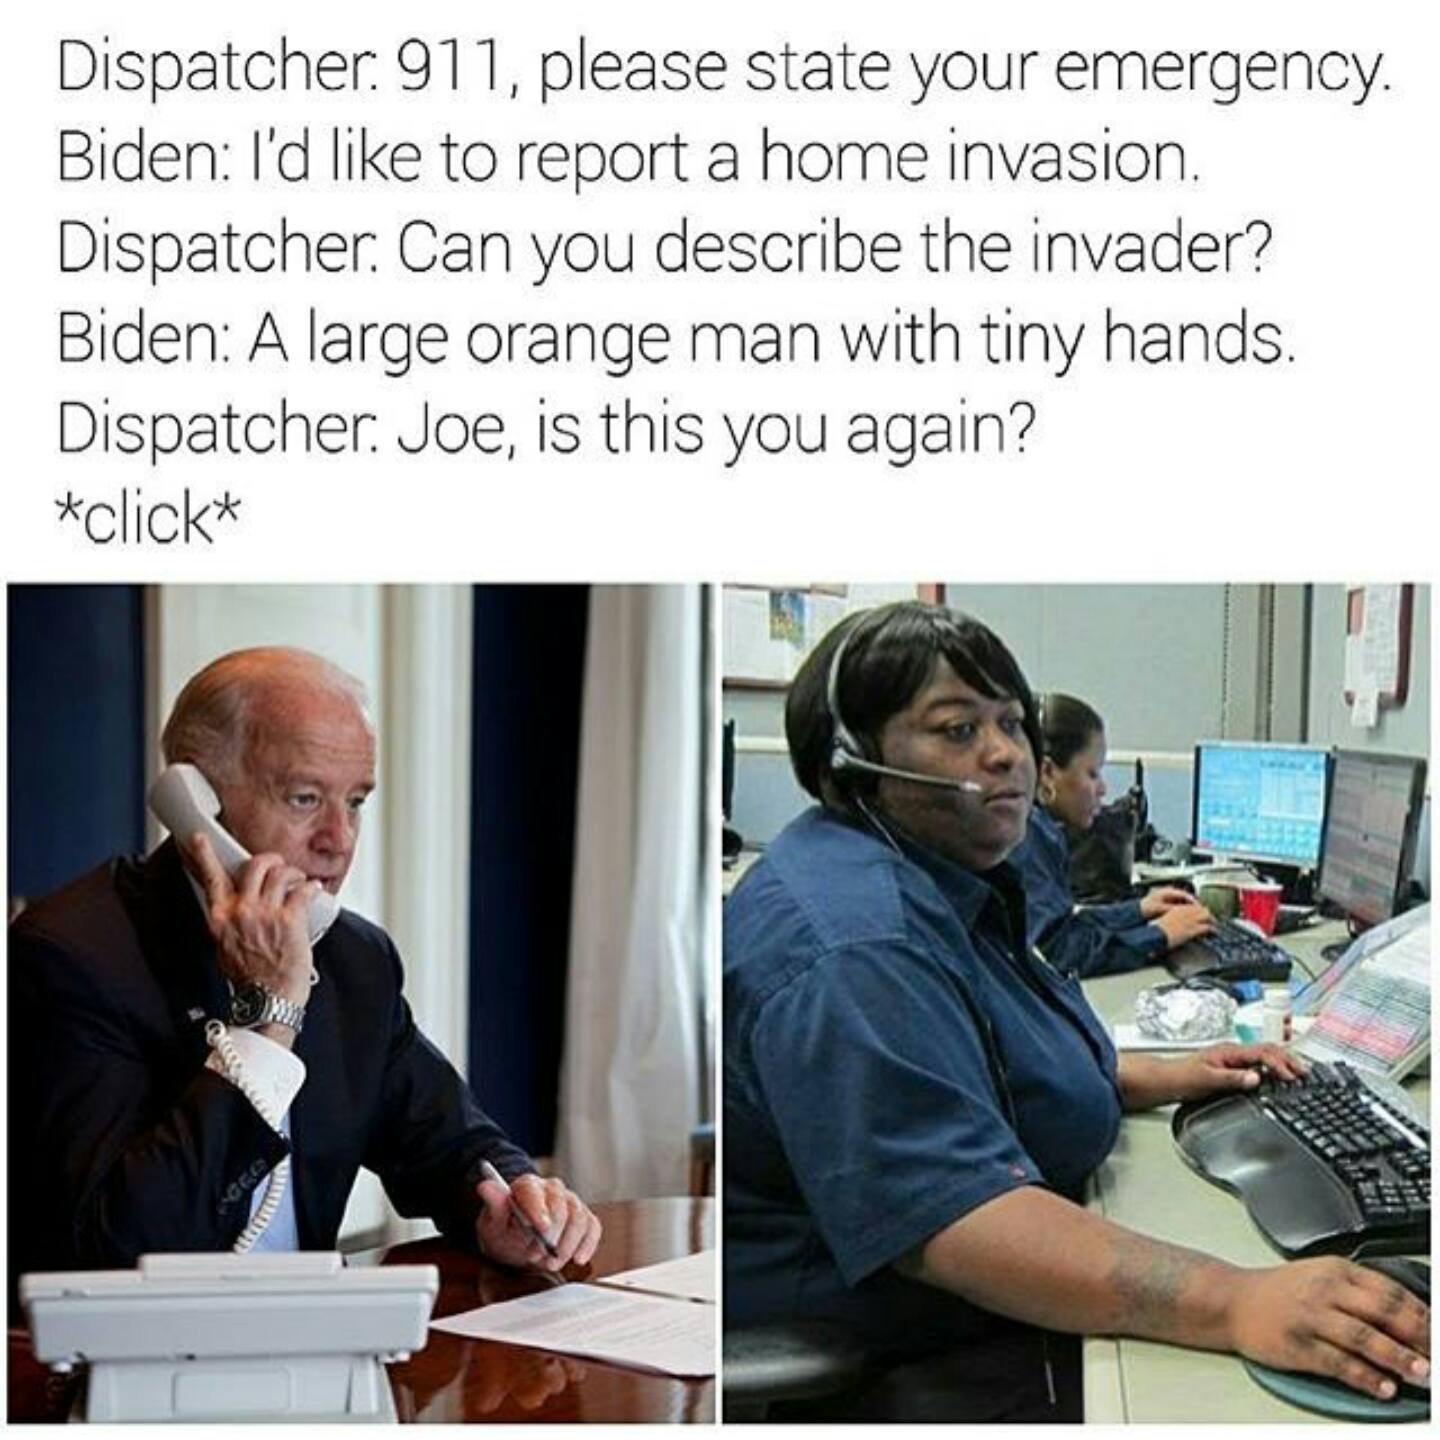 Dispatcher: 911, please state your emergency.
Biden: I'd like to report a home invasion.
Dispatcher: Can you describe the invader?
Biden: A large orange man with tiny hands.
Dispatcher: Joe, is this you again?
*click*